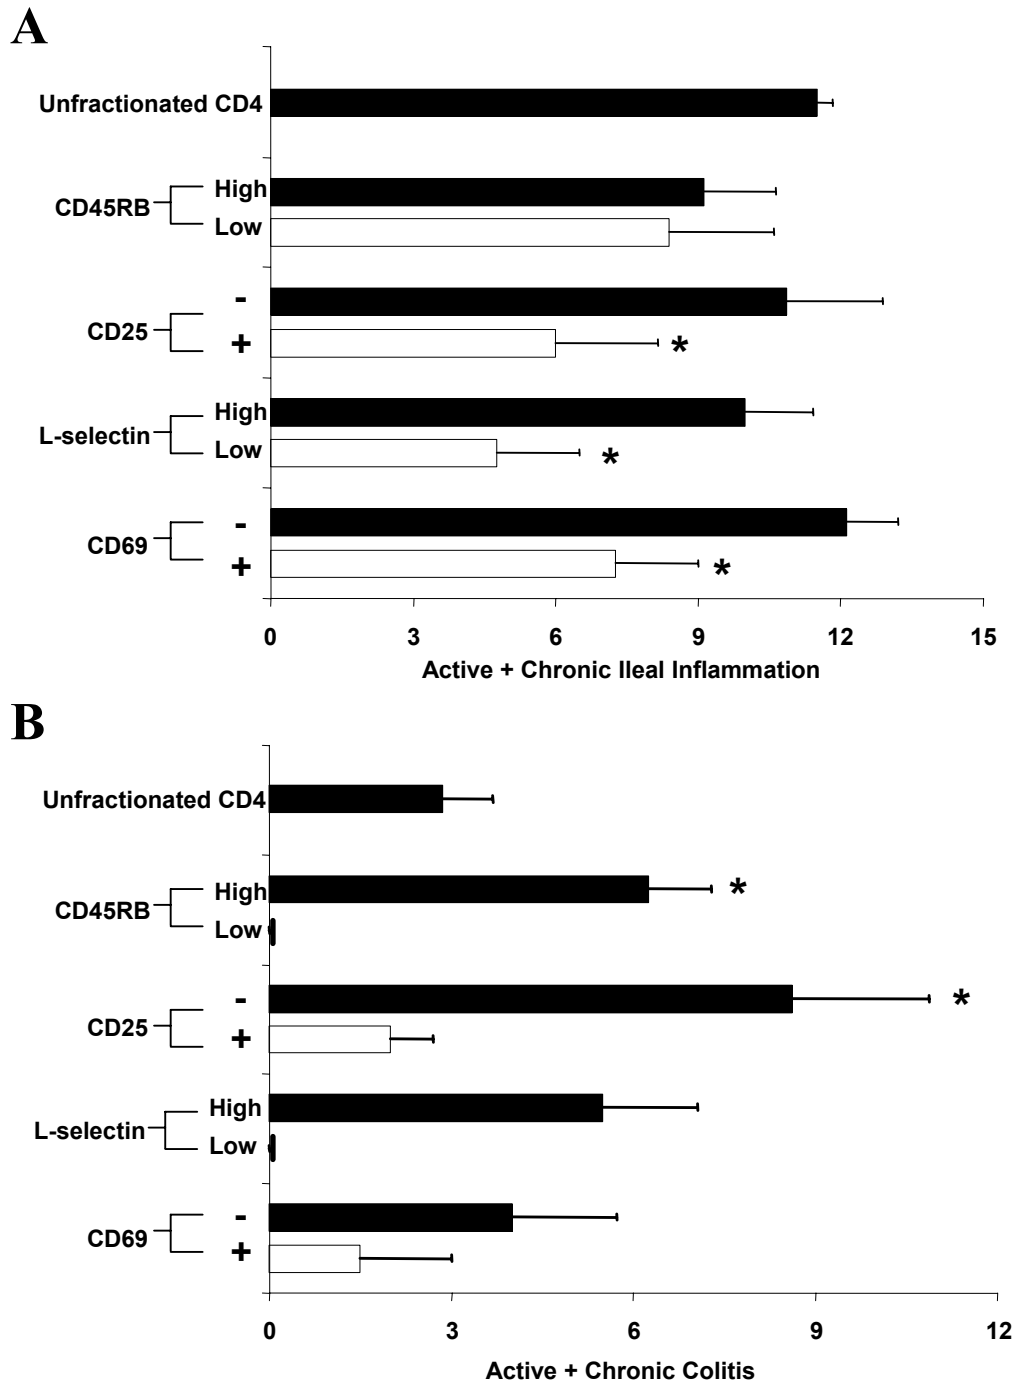 A
Unfractionated CD4
CD45RB
High
Low
CD25
-
+
*
L-selectin
High
Low
*
CD69
-
+
*
0 3 6 9 12 15
Active + Chronic Ileal Inflammation
B
Unfractionated CD4
CD45RB
High
*
Low
CD25
-
*
+
L-selectin
High
Low
CD69
-
+
0 3 6 9 12
Active + Chronic Colitis